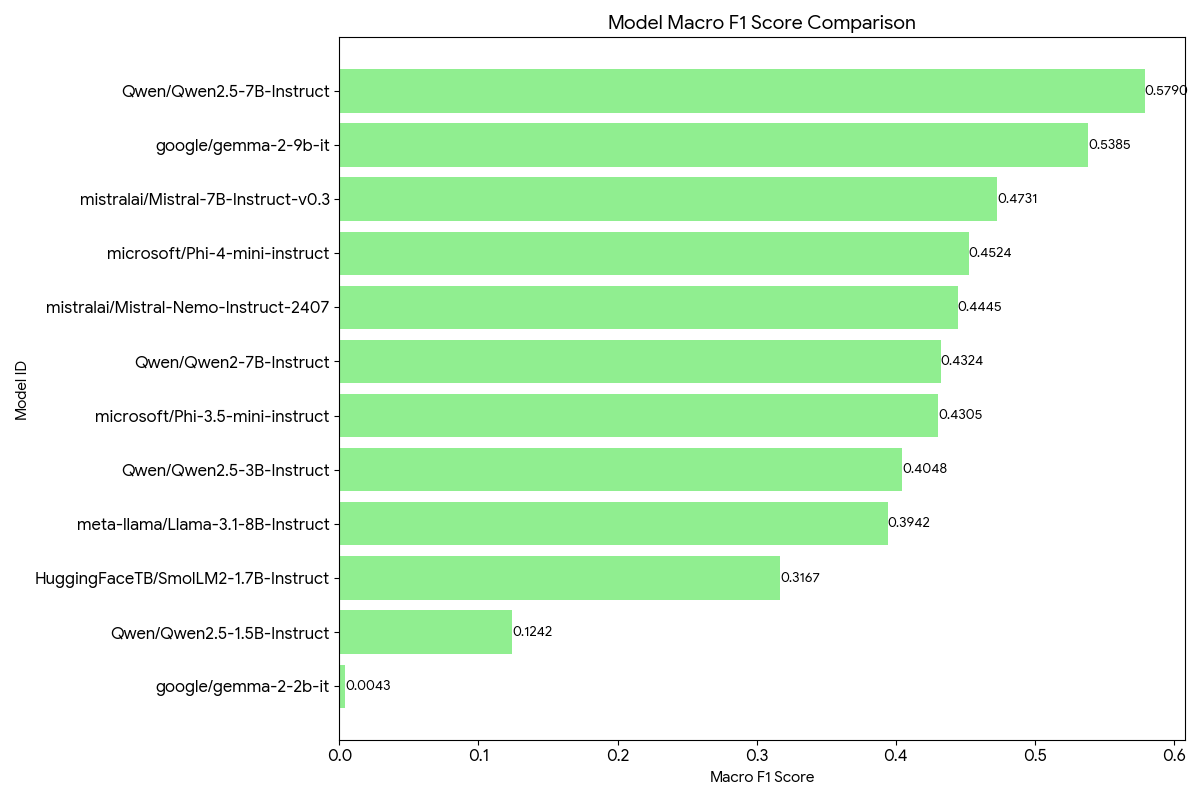 Model Macro F1 Score Comparison
Qwen/Qwen2.5-7B-Instruct
0.5790
google/gemma-2-9b-it
0.5385
mistralai/Mistral-7B-Instruct-v0.3
0.4731
microsoft/Phi-4-mini-instruct
0.4524
mistralai/Mistral-Nemo-Instruct-2407
0.4445
Qwen/Qwen2-7B-Instruct
0.4324
microsoft/Phi-3.5-mini-instruct
0.4305
Qwen/Qwen2.5-3B-Instruct
0.4048
meta-llama/Llama-3.1-8B-Instruct
0.3942
HuggingFaceTB/SmolLM2-1.7B-Instruct
0.3167
Qwen/Qwen2.5-1.5B-Instruct
0.1242
google/gemma-2-2b-it
0.0043
Model ID
0.0 0.1 0.2 0.3 0.4 0.5 0.6
Macro F1 Score